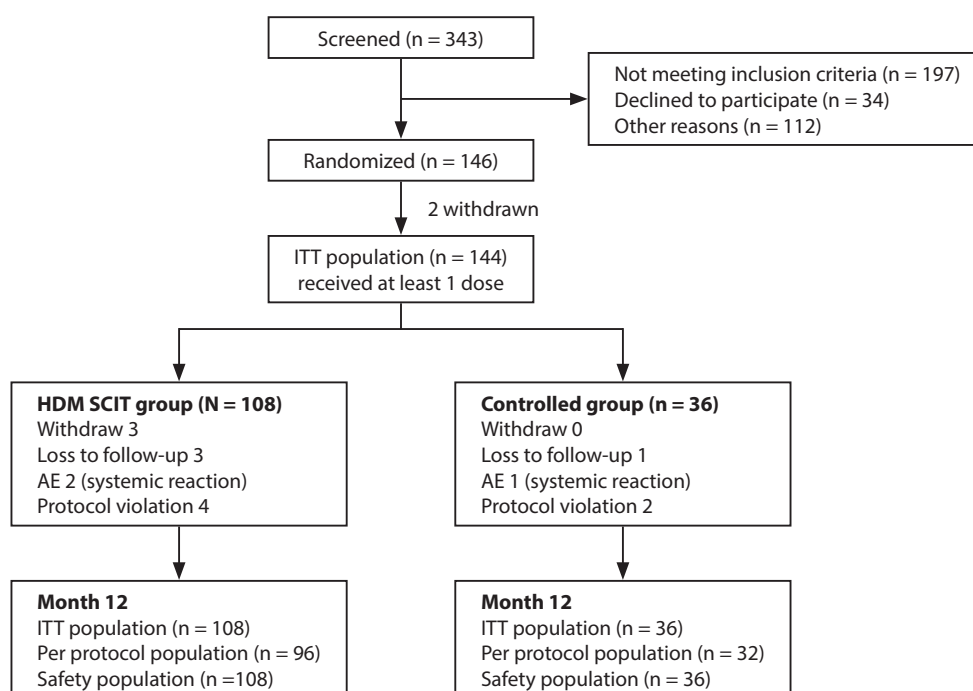 Screened (n = 343)
Not meeting inclusion criteria (n = 197)
Declined to participate (n = 34)
Other reasons (n = 112)
Randomized (n = 146)
2 withdrawn
ITT population (n = 144)
received at least 1 dose
HDM SCIT group (N = 108)
Withdraw 3
Loss to follow-up 3
AE 2 (systemic reaction)
Protocol violation 4
Controlled group (n = 36)
Withdraw 0
Loss to follow-up 1
AE 1 (systemic reaction)
Protocol violation 2
Month 12
ITT population (n = 108)
Per protocol population (n = 96)
Safety population (n =108)
Month 12
ITT population (n = 36)
Per protocol population (n = 32)
Safety population (n = 36)